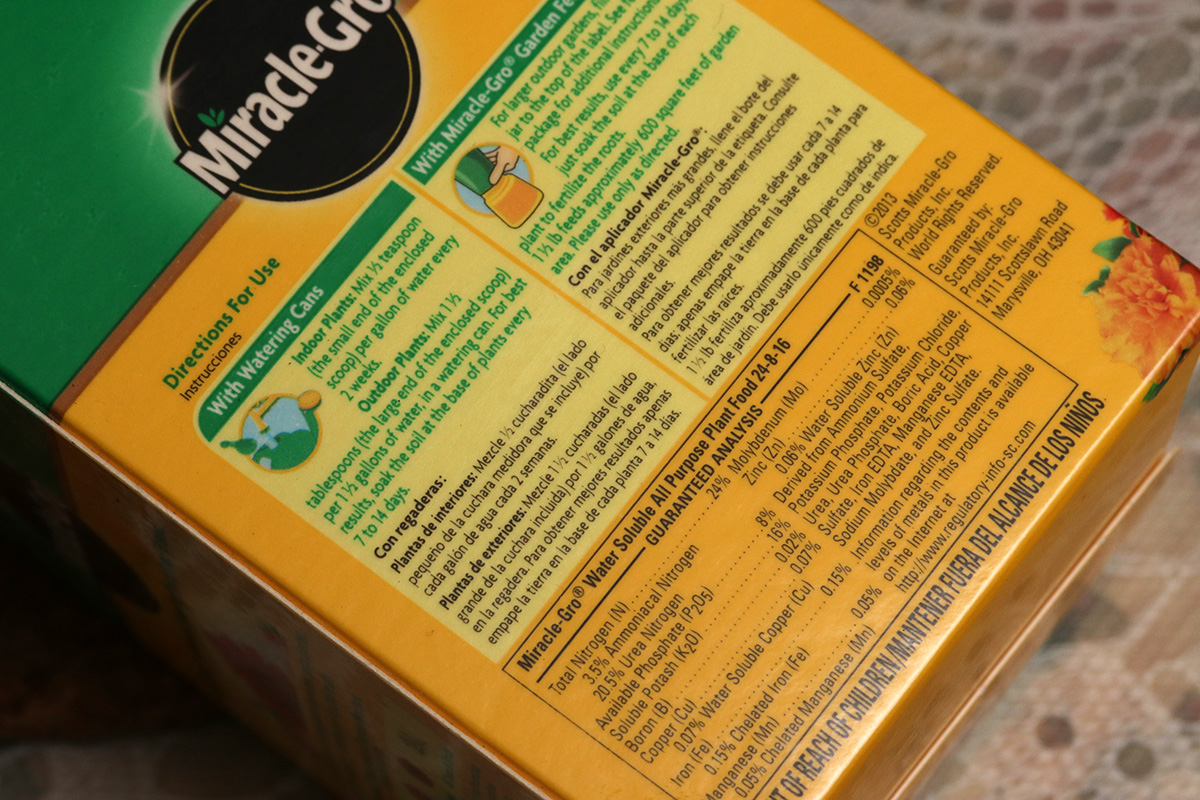 Miracle-Gro
Directions For Use
Instrucciones
With Watering Cans
Indoor Plants: Mix ½ teaspoon
(the small end of the enclosed
scoop) per gallon of water every
2 weeks.
Outdoor Plants: Mix 1½
tablespoons (the large end of the enclosed scoop)
per 1½ gallons of water, in a watering can. For best
results, soak the soil at the base of plants every
7 to 14 days.
Con regaderas:
Plantas de interiores: Mezcle ½ cucharadita (el lado
pequeño de la cuchara medidora que se incluye) por
cada galón de agua cada 2 semanas.
Plantas de exteriores: Mezcle 1½ cucharadas (el lado
grande de la cuchara incluida) por 1½ galones de agua,
en la regadera. Para obtener mejores resultados apenas
empape la tierra en la base de cada planta 7 a 14 días.
With Miracle-Gro® Garden
For larger outdoor gardens,
jar to the top of the label. See
package for additional instructions.
For best results, use every 7 to 14 days
just soak the soil at the base of each
plant to fertilize the roots.
1½ lb feeds approximately 600 square feet of garden
area. Please use only as directed.
Con el aplicador Miracle-Gro®:
Para jardines exteriores más grandes, llene el bote del
aplicador hasta la parte superior de la etiqueta. Consulte
el paquete del aplicador para obtener instrucciones
adicionales.
Para obtener mejores resultados se debe usar cada 7 a 14
días; apenas empape la tierra en la base de cada planta para
fertilizar las raíces.
1½ lb fertiliza aproximadamente 600 pies cuadrados de
área de jardín. Debe usarlo únicamente como de indica.
Miracle-Gro® Water Soluble All Purpose Plant Food 24-8-16
GUARANTEED ANALYSIS
F 1198
Total Nitrogen (N) 24%
3.5% Ammoniacal Nitrogen
20.5% Urea Nitrogen
Available Phosphate (P2O5) 8%
Soluble Potash (K2O) 16%
Boron (B) 0.02%
Copper (Cu) 0.07%
0.07% Water Soluble Copper (Cu)
Iron (Fe) 0.15%
0.15% Chelated Iron (Fe)
Manganese (Mn) 0.05%
0.05% Chelated Manganese (Mn)
Molybdenum (Mo) 0.0005%
Zinc (Zn) 0.06%
0.06% Water Soluble Zinc (Zn)
Derived from Ammonium Sulfate,
Potassium Phosphate, Potassium Chloride,
Urea, Urea Phosphate, Boric Acid, Copper
Sulfate, Iron EDTA, Manganese EDTA,
Sodium Molybdate, and Zinc Sulfate.
Information regarding the contents and
levels of metals in this product is available
on the Internet at
http://www.regulatory-info-sc.com
©2013
Scotts Miracle-Gro
Products, Inc.
World Rights Reserved.
Guaranteed by:
Scotts Miracle-Gro
Products, Inc.
14111 Scottslawn Road
Marysville, OH 43041
OF REACH OF CHILDREN/MANTENER FUERA DEL ALCANCE DE LOS NIÑOS